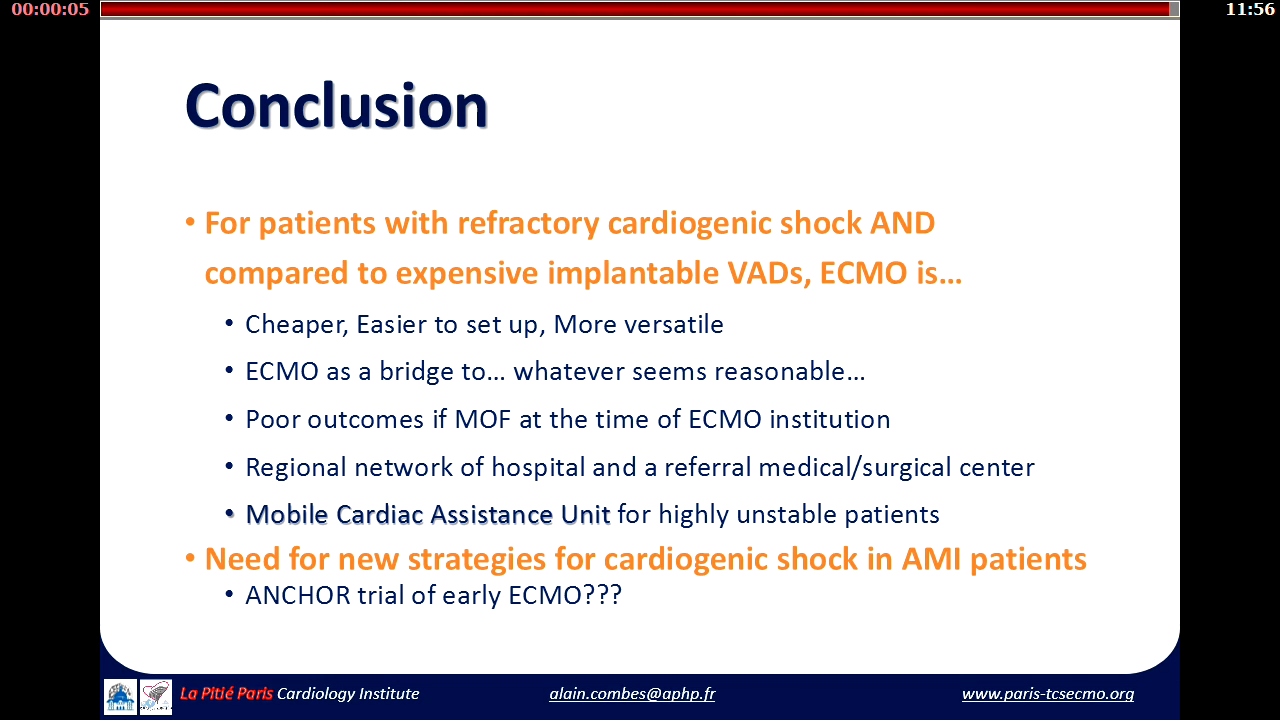 00:00:05
11:56
Conclusion
• For patients with refractory cardiogenic shock AND
compared to expensive implantable VADs, ECMO is...
• Cheaper, Easier to set up, More versatile
• ECMO as a bridge to... whatever seems reasonable...
• Poor outcomes if MOF at the time of ECMO institution
• Regional network of hospital and a referral medical/surgical center
• Mobile Cardiac Assistance Unit for highly unstable patients
• Need for new strategies for cardiogenic shock in AMI patients
• ANCHOR trial of early ECMO???
La Pitié Paris Cardiology Institute
alain.combes@aphp.fr
www.paris-tcsecmo.org